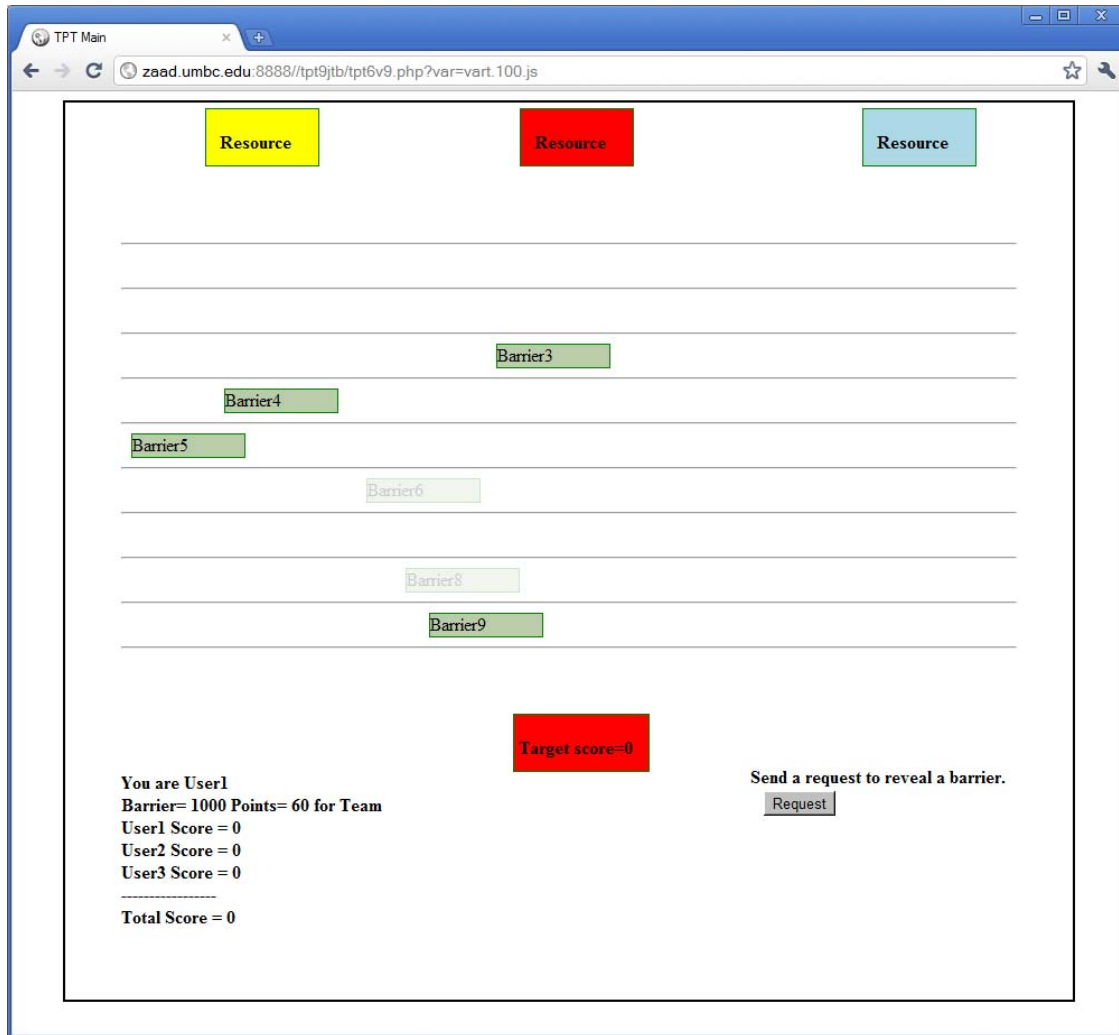 TPT Main
zaad.umbc.edu:8888//tpt9jtb/tpt6v9.php?var=vart.100.js
Resource
Resource
Resource
Barrier3
Barrier4
Barrier5
Barrier6
Barrier8
Barrier9
Target score=0
You are User1
Barrier= 1000 Points= 60 for Team
User1 Score = 0
User2 Score = 0
User3 Score = 0
-----------------
Total Score = 0
Send a request to reveal a barrier.
Request